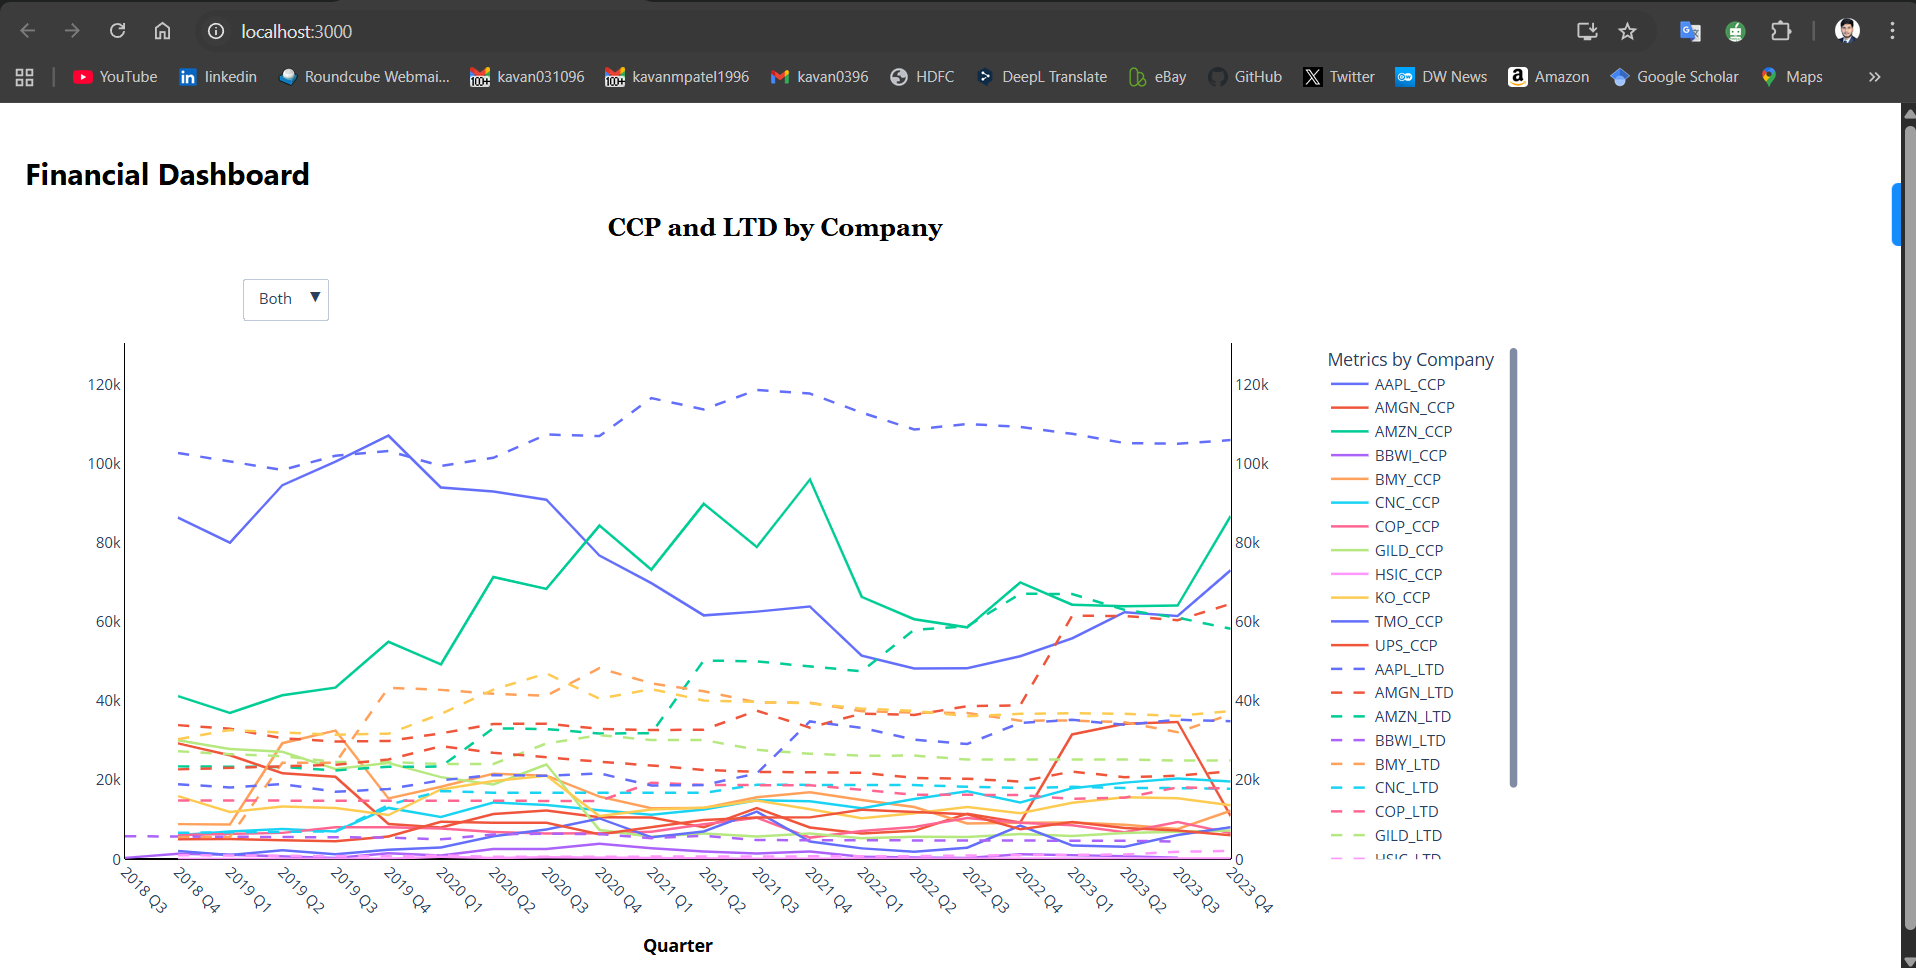 localhost:3000
YouTube linkedin Roundcube Webmai... kavan031096 kavanmpatel1996 kavan0396 HDFC DeepL Translate eBay GitHub Twitter DW News Amazon Google Scholar Maps »
Financial Dashboard
CCP and LTD by Company
Both
120k
100k
80k
60k
40k
20k
0
120k
100k
80k
60k
40k
20k
0
2018 Q3
2018 Q4
2019 Q1
2019 Q2
2019 Q3
2019 Q4
2020 Q1
2020 Q2
2020 Q3
2020 Q4
2021 Q1
2021 Q2
2021 Q3
2021 Q4
2022 Q1
2022 Q2
2022 Q3
2022 Q4
2023 Q1
2023 Q2
2023 Q3
2023 Q4
Quarter
Metrics by Company
AAPL_CCP
AMGN_CCP
AMZN_CCP
BBWI_CCP
BMY_CCP
CNC_CCP
COP_CCP
GILD_CCP
HSIC_CCP
KO_CCP
TMO_CCP
UPS_CCP
AAPL_LTD
AMGN_LTD
AMZN_LTD
BBWI_LTD
BMY_LTD
CNC_LTD
COP_LTD
GILD_LTD
HSIC_LTD